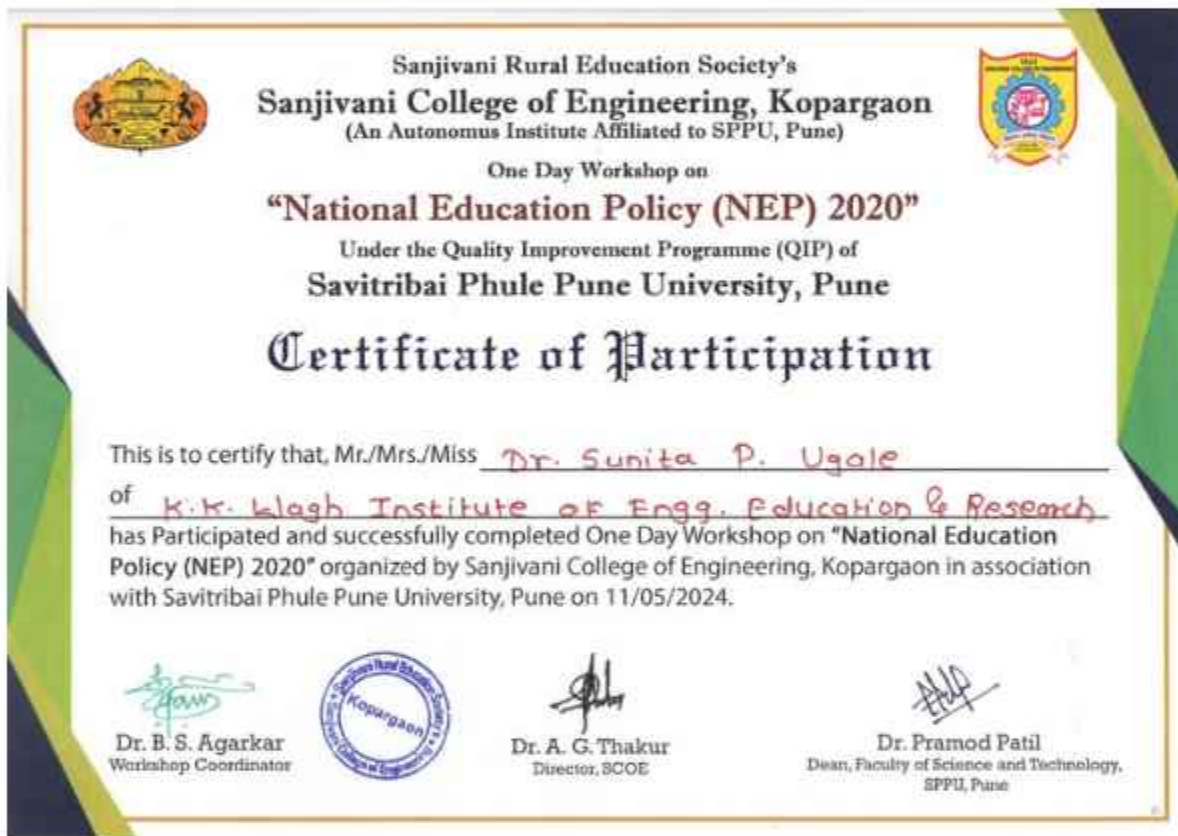 Sanjivani Rural Education Society's
Sanjivani College of Engineering, Kopargaon
(An Autonomus Institute Affiliated to SPPU, Pune)
One Day Workshop on
“National Education Policy (NEP) 2020”
Under the Quality Improvement Programme (QIP) of
Savitribai Phule Pune University, Pune
Certificate of Participation
This is to certify that, Mr./Mrs./Miss Dr. Sunita P. Ugale
of K.K. Wagh Institute of Engg. Education & Research
has Participated and successfully completed One Day Workshop on "National Education
Policy (NEP) 2020" organized by Sanjivani College of Engineering, Kopargaon in association
with Savitribai Phule Pune University, Pune on 11/05/2024.
Sanjivani Rural Education Society's
Kopargaon
Dr. B. S. Agarkar
Workshop Coordinator
Dr. A. G. Thakur
Director, SCOE
Dr. Pramod Patil
Dean, Faculty of Science and Technology,
SPPU, Pune